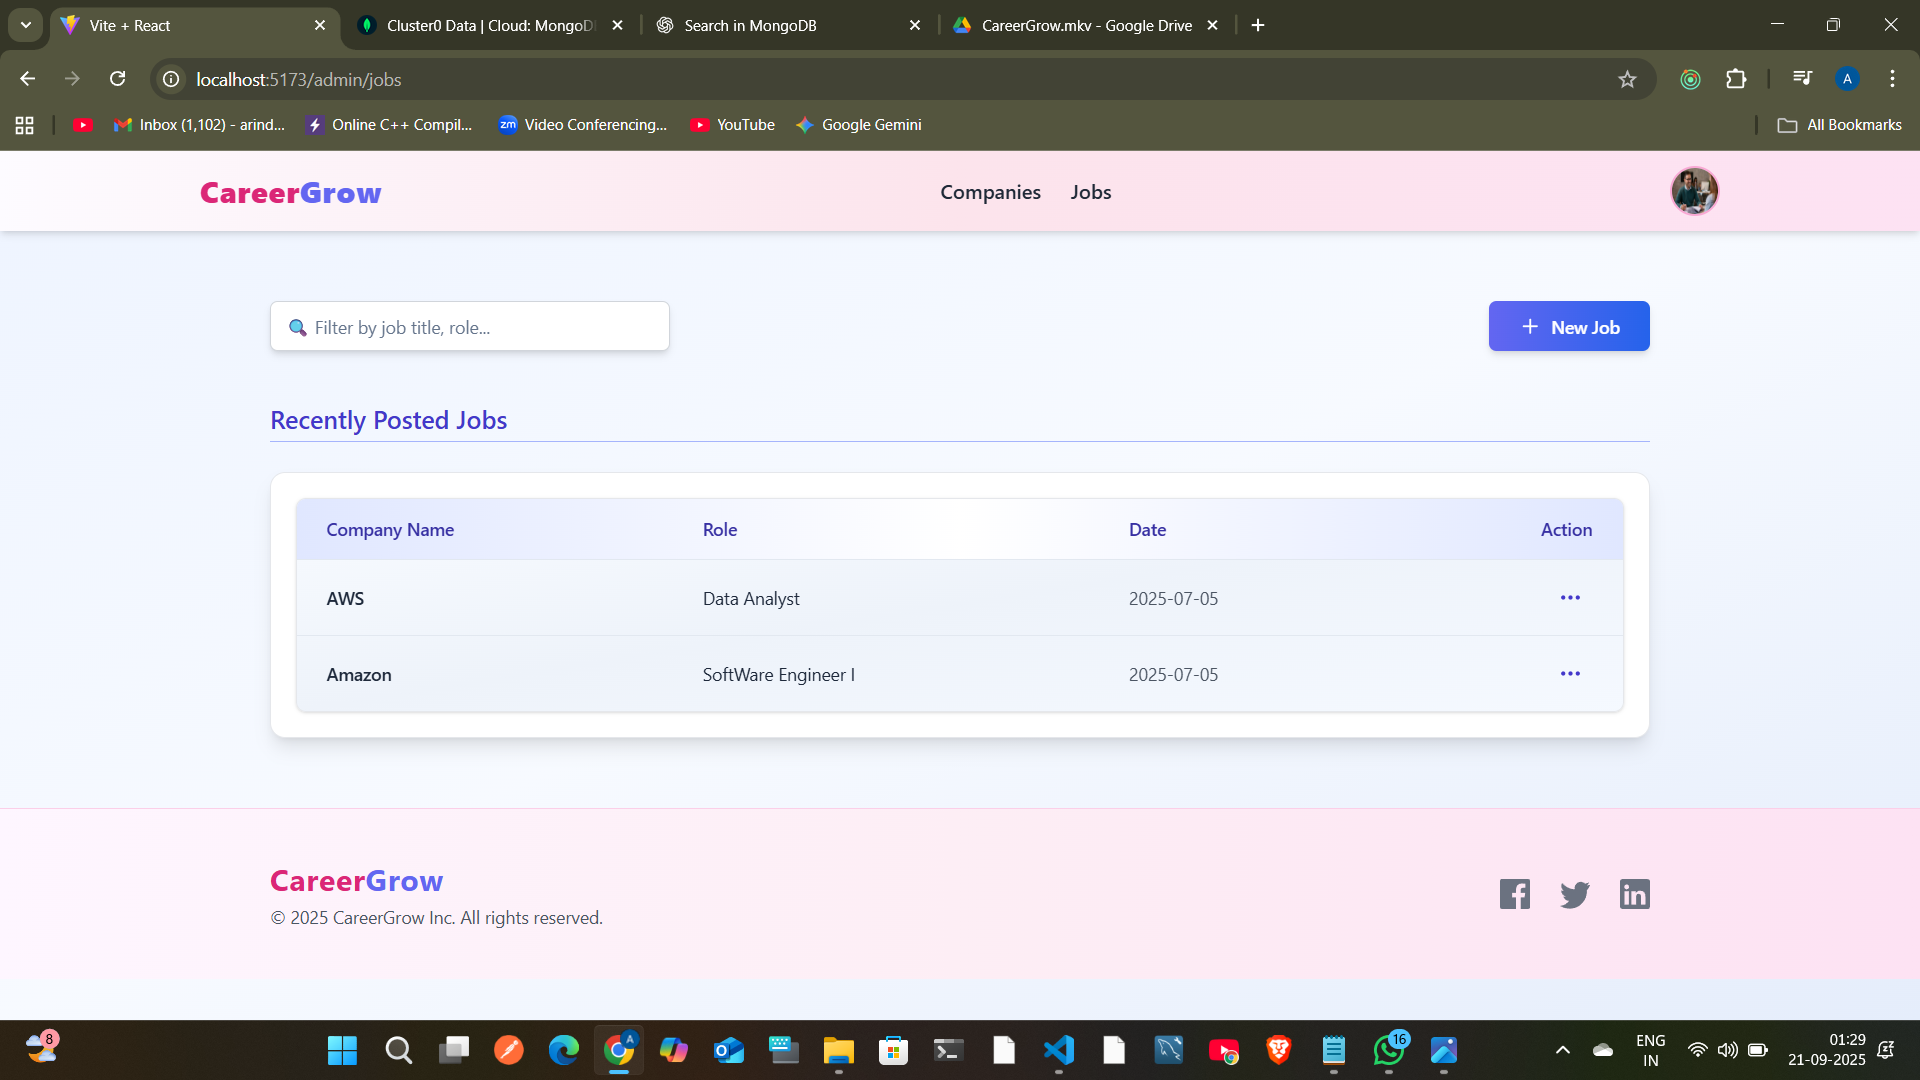 Vite + React
Cluster0 Data | Cloud: MongoD
Search in MongoDB
CareerGrow.mkv - Google Drive
localhost:5173/admin/jobs
A
Inbox (1,102) - arind...
Online C++ Compil...
zm
Video Conferencing...
YouTube
Google Gemini
All Bookmarks
CareerGrow
Companies
Jobs
Filter by job title, role...
New Job
Recently Posted Jobs
Company Name Role Date Action
AWS Data Analyst 2025-07-05
Amazon SoftWare Engineer I 2025-07-05
CareerGrow
© 2025 CareerGrow Inc. All rights reserved.
8
A
16
ENG
IN
01:29
21-09-2025